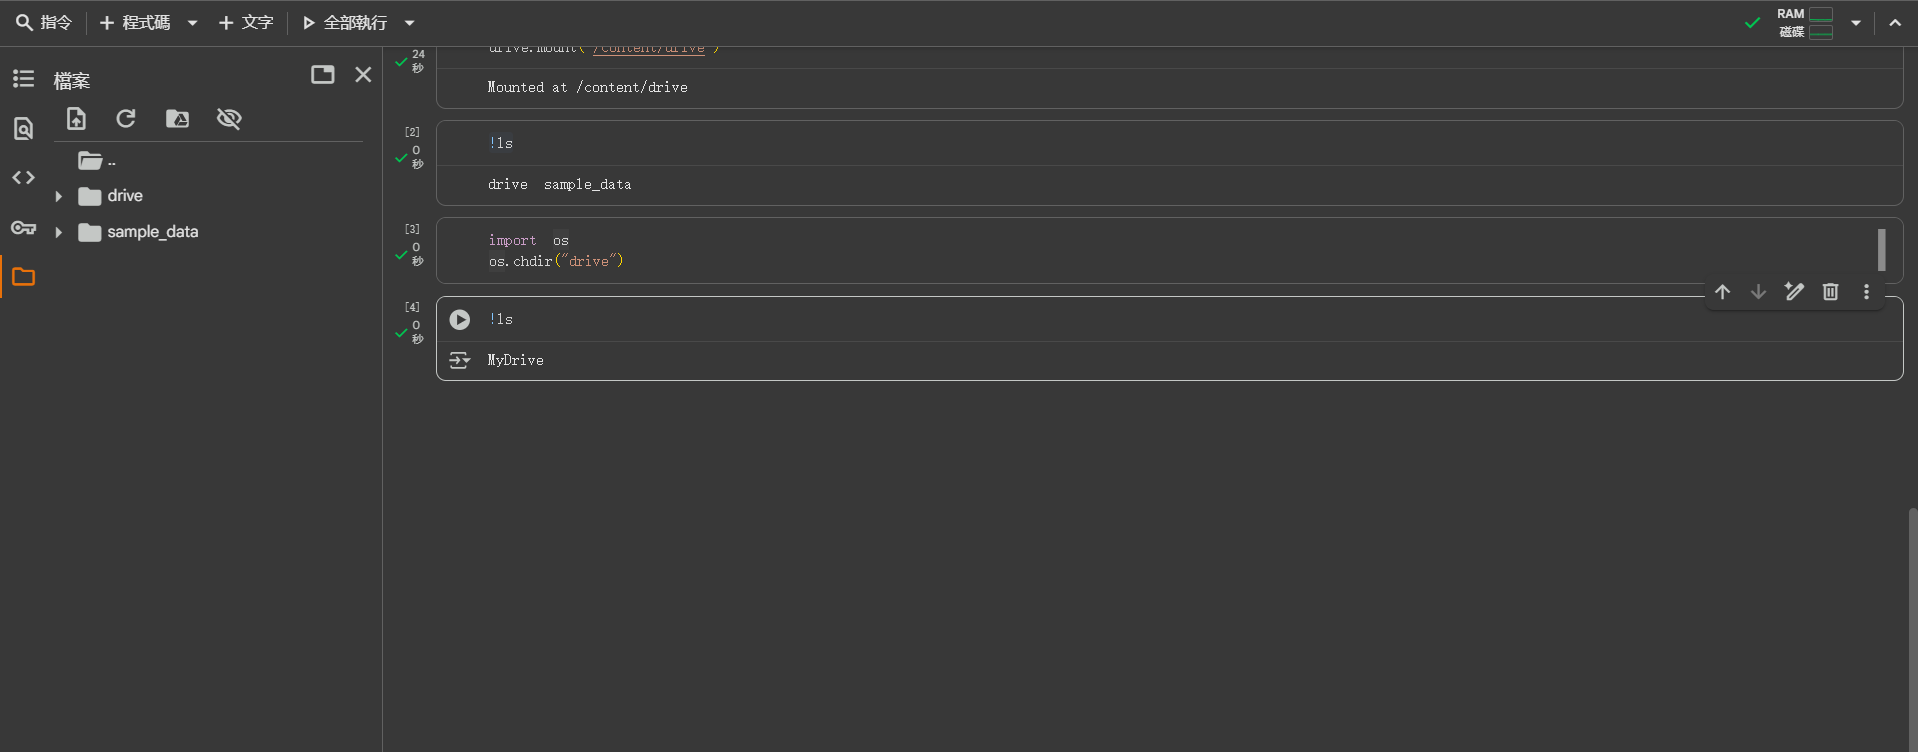 指令 + 程式碼 + 文字 全部執行 RAM
磁碟
檔案
..
drive
sample_data
24
秒
drive.mount('/content/drive')
Mounted at /content/drive
[2]
0
秒
!ls
drive  sample_data
[3]
0
秒
import  os
os.chdir("drive")
[4]
0
秒
!ls
MyDrive